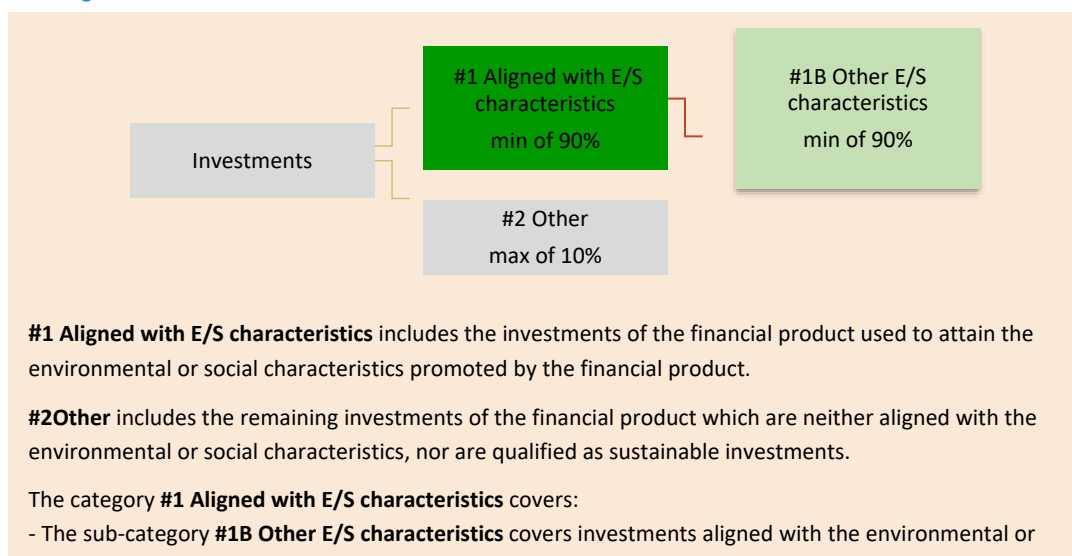 #1 Aligned with E/S
characteristics
min of 90%
#1B Other E/S
characteristics
min of 90%
Investments
#2 Other
max of 10%
#1 Aligned with E/S characteristics includes the investments of the financial product used to attain the
environmental or social characteristics promoted by the financial product.
#2Other includes the remaining investments of the financial product which are neither aligned with the
environmental or social characteristics, nor are qualified as sustainable investments.
The category #1 Aligned with E/S characteristics covers:
- The sub-category #1B Other E/S characteristics covers investments aligned with the environmental or